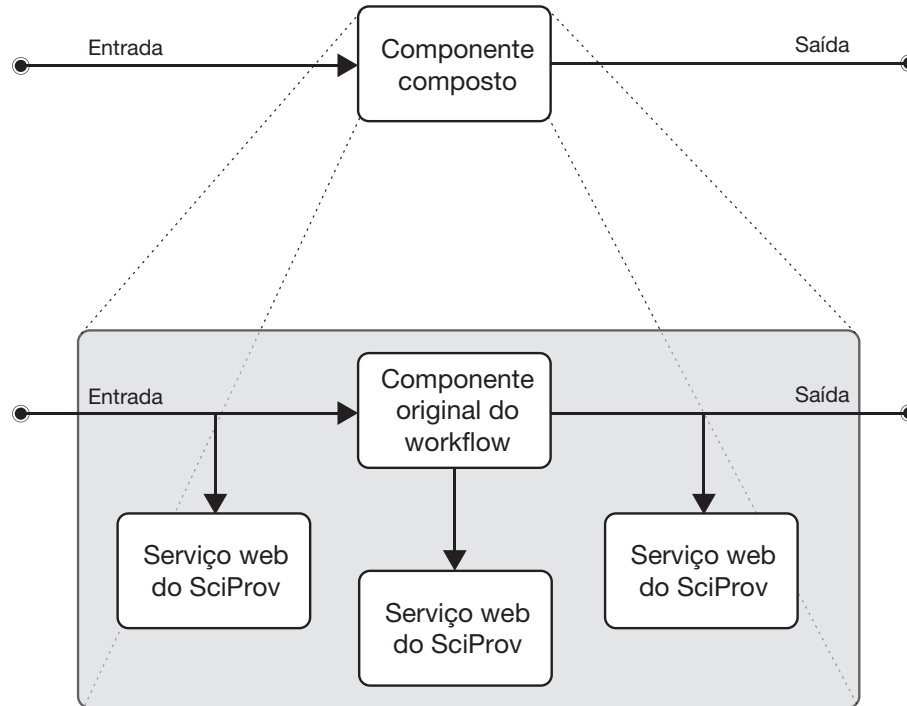 Entrada
Componente
composto
Saída
Entrada
Componente
original do
workflow
Saída
Serviço web
do SciProv
Serviço web
do SciProv
Serviço web
do SciProv